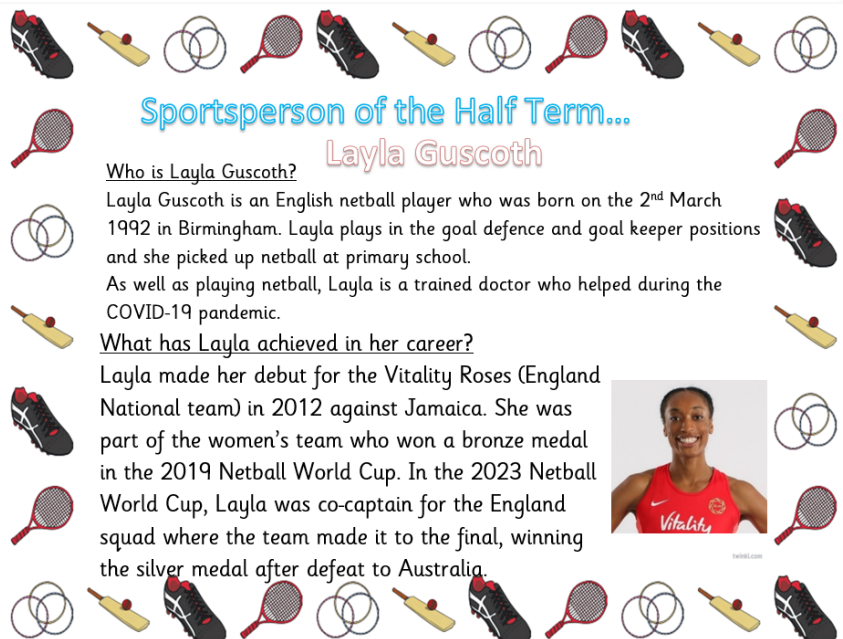 Sportsperson of the Half Term...
Layla Guscoth
Who is Layla Guscoth?
Layla Guscoth is an English netball player who was born on the 2nd March
1992 in Birmingham. Layla plays in the goal defence and goal keeper positions
and she picked up netball at primary school.
As well as playing netball, Layla is a trained doctor who helped during the
COVID-19 pandemic.
What has Layla achieved in her career?
Layla made her debut for the Vitality Roses (England
National team) in 2012 against Jamaica. She was
part of the women's team who won a bronze medal
in the 2019 Netball World Cup. In the 2023 Netball
World Cup, Layla was co-captain for the England
squad where the team made it to the final, winning
the silver medal after defeat to Australia.
Vitality
twinkl.com